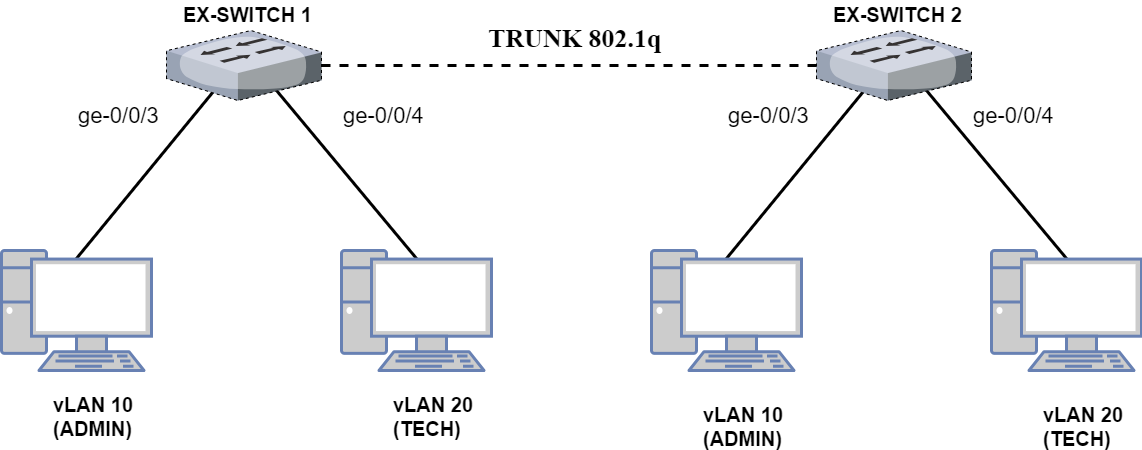 EX-SWITCH 1
EX-SWITCH 2
TRUNK 802.1q
ge-0/0/3
ge-0/0/4
ge-0/0/3
ge-0/0/4
vLAN 10
(ADMIN)
vLAN 20
(TECH)
vLAN 10
(ADMIN)
vLAN 20
(TECH)